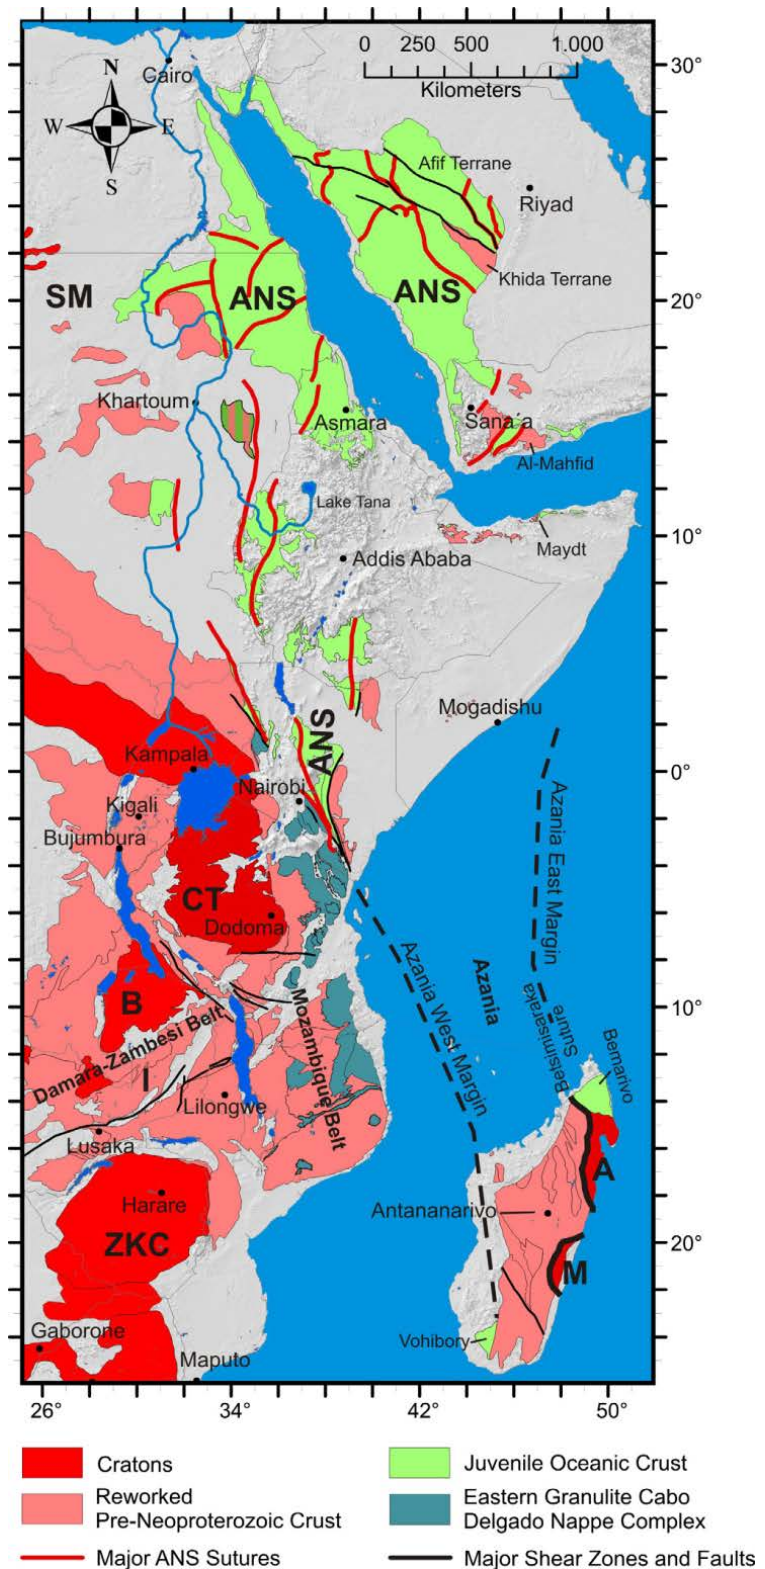 0 250 500 1.000
Kilometers
N
W E
S
Cairo
30°
Afif Terrane
Riyad
Khida Terrane
SM
ANS
ANS
20°
Khartoum
Asmara
Sana´a
Al-Mahfid
Lake Tana
Maydt
10°
Addis Ababa
Mogadishu
ANS
Kampala
0°
Nairobi
Kigali
Bujumbura
CT
Dodoma
Azania East Margin
Azania West Margin
Azania
B
10°
Betsimisaraka
Suture
Bemarivo
Damara-Zambesi Belt
Mozambique Belt
I
Lilongwe
Lusaka
A
Harare
Antananarivo
ZKC
20°
M
Gaborone
Vohibory
Maputo
26° 34° 42° 50°
Cratons
Juvenile Oceanic Crust
Reworked
Pre-Neoproterozoic Crust
Eastern Granulite Cabo
Delgado Nappe Complex
Major ANS Sutures
Major Shear Zones and Faults